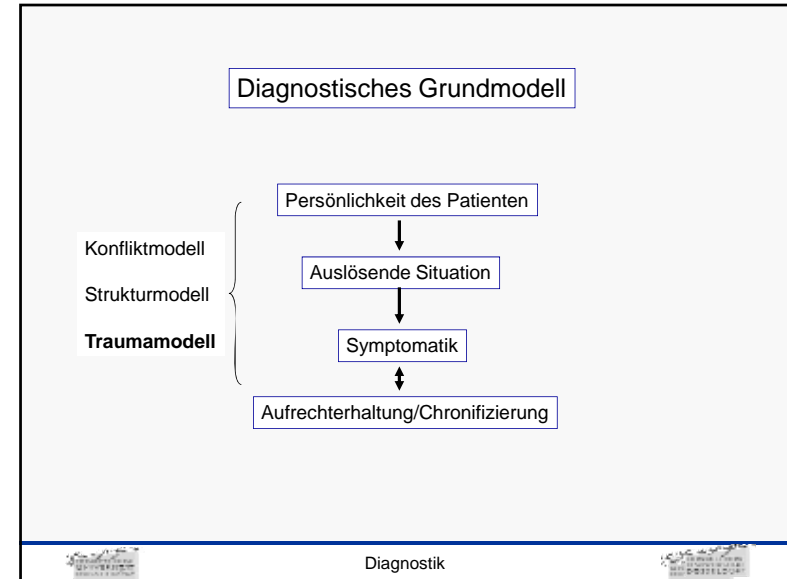 Diagnostisches Grundmodell
Persönlichkeit des Patienten
Konfliktmodell
Auslösende Situation
Strukturmodell
Traumamodell
Symptomatik
Aufrechterhaltung/Chronifizierung
Diagnostik